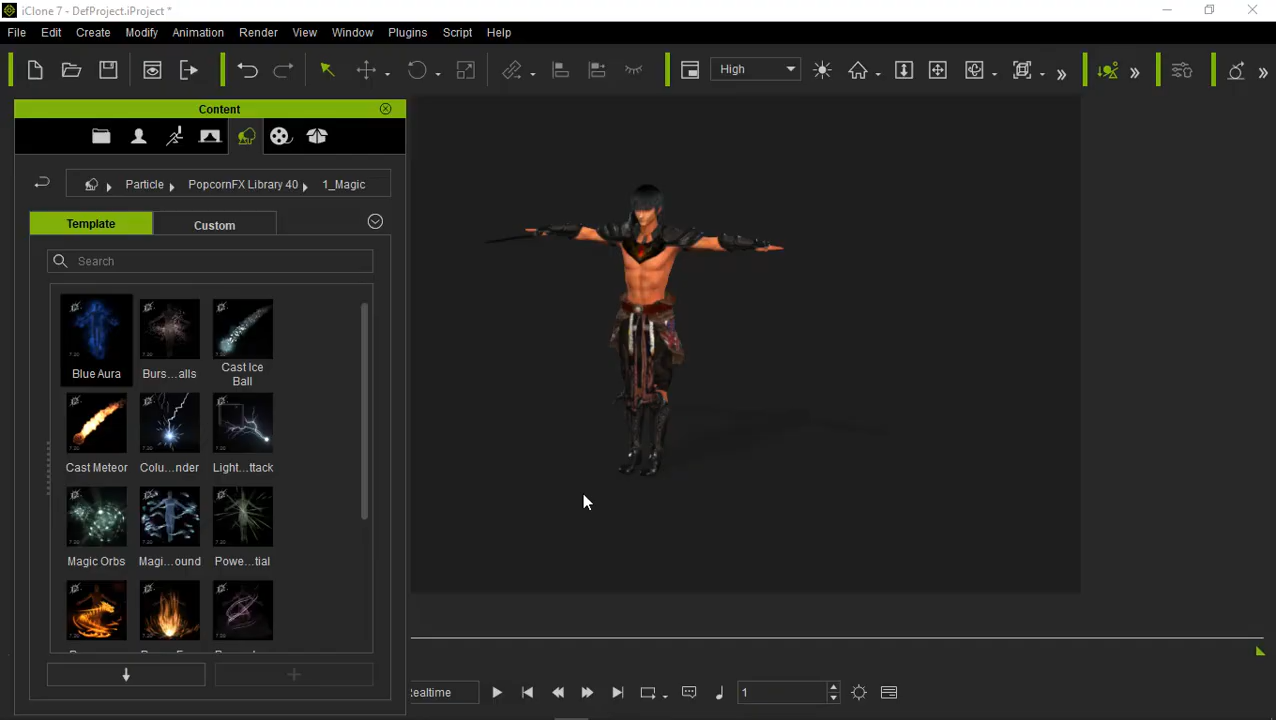 iClone 7 - DefProject.iProject *
File Edit Create Modify Animation Render View Window Plugins Script Help
High
Content
Particle PopcornFX Library 40 1_Magic
Template Custom
Search
Blue Aura Burs...alls Cast Ice Ball
Cast Meteor Colu...nder Light...ttack
Magic Orbs Magi...ound Powe...tial
ealtime 1